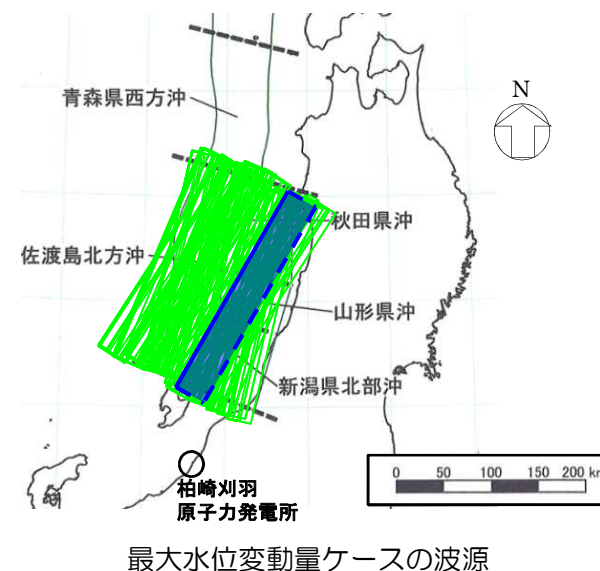 青森県西方沖
N
秋田県沖
佐渡島北方沖
山形県沖
新潟県北部沖
0 50 100 150 200 km
柏崎刈羽
原子力発電所
最大水位変動量ケースの波源